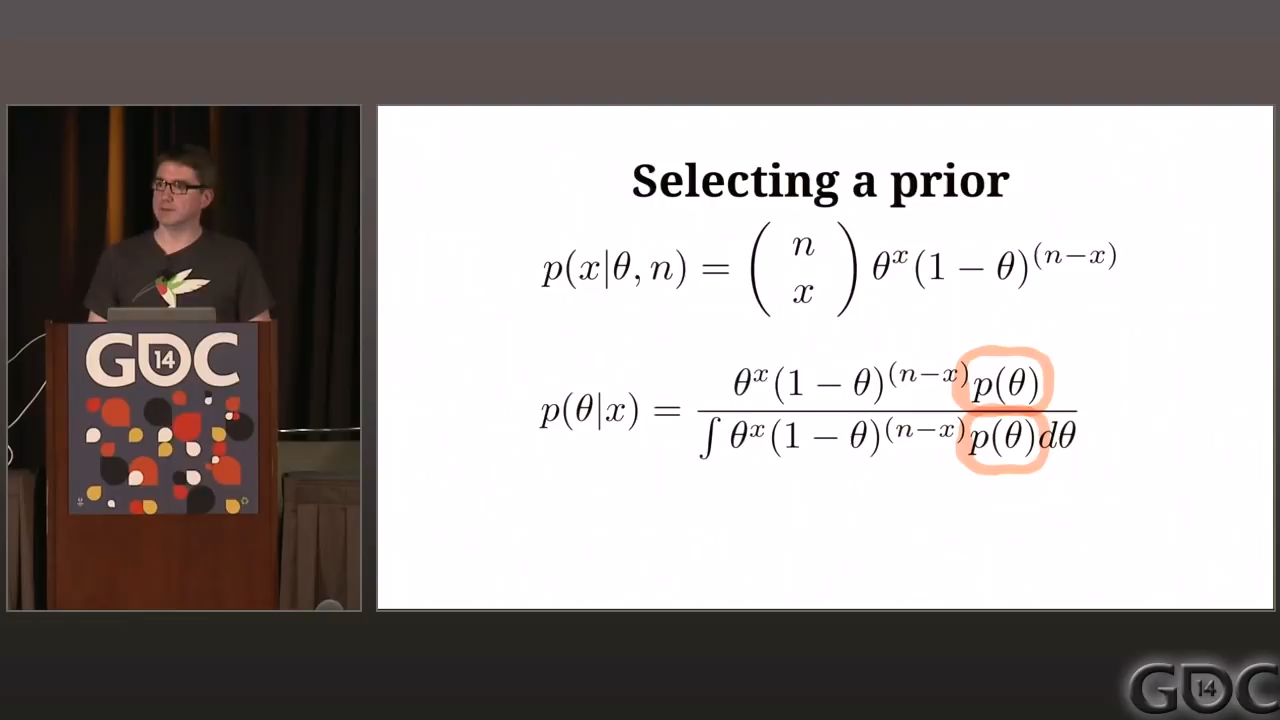 Selecting a prior
p(x|θ, n) = ( n x ) θ^x (1 − θ)^(n−x)
p(θ|x) = θ^x (1 − θ)^(n−x) p(θ) / ∫ θ^x (1 − θ)^(n−x) p(θ)dθ
GDC 14
GDC 14